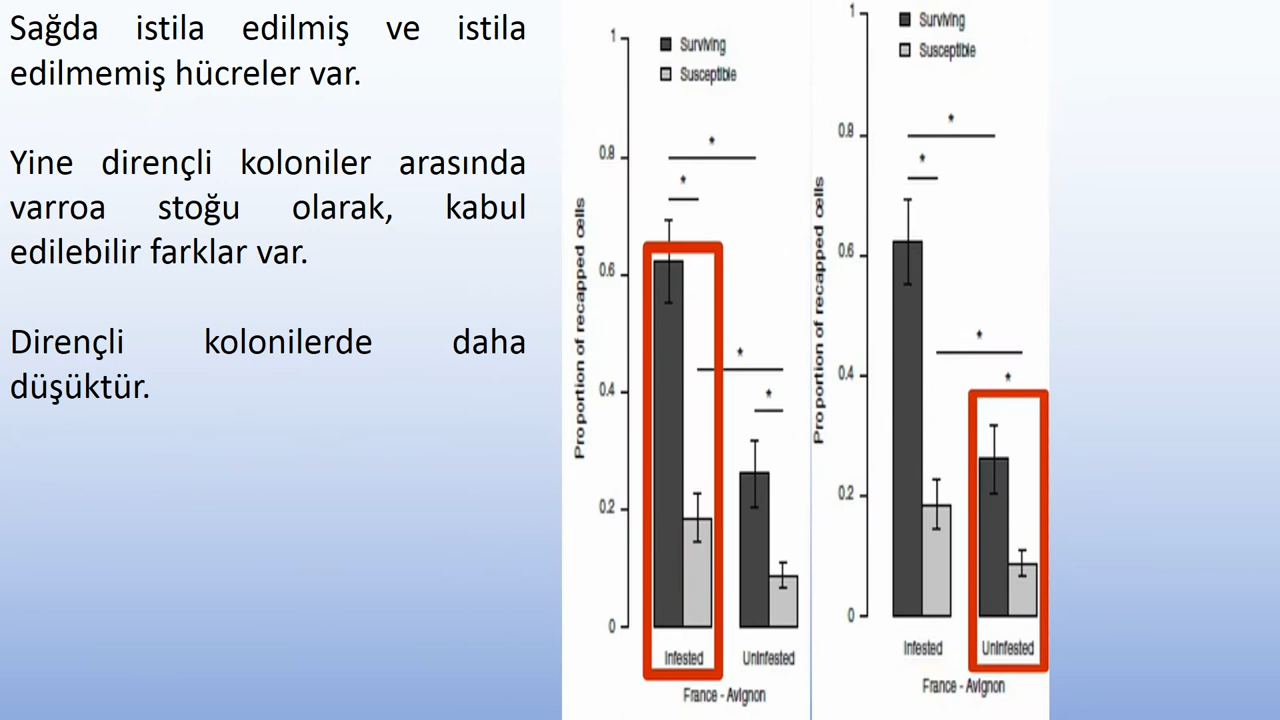 Sağda istila edilmiş ve istila
edilmemiş hücreler var.
Yine dirençli koloniler arasında
varroa stoğu olarak, kabul
edilebilir farklar var.
Dirençli kolonilerde daha
düşüktür.
Proportion of recapped cells
1
0.8
0.6
0.4
0.2
0
Surviving
Susceptible
*
*
*
*
Infested
Uninfested
France - Avignon
Proportion of recapped cells
1
0.8
0.6
0.4
0.2
0
Surviving
Susceptible
*
*
*
*
Infested
Uninfested
France - Avignon